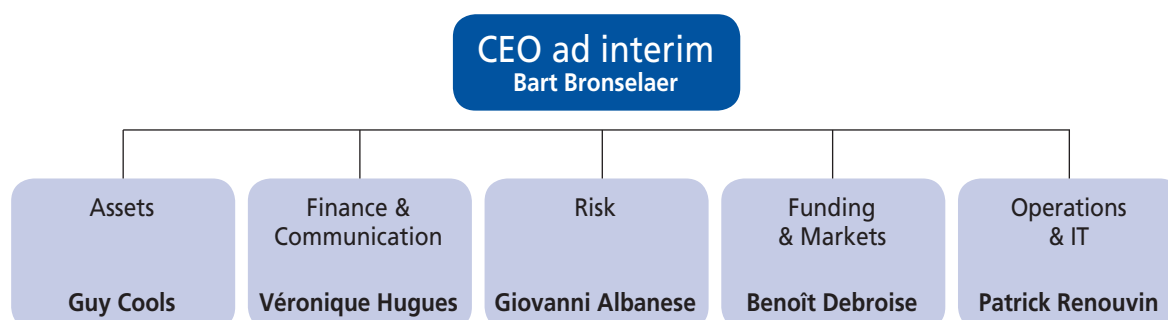 CEO ad interim
Bart Bronselaer
Assets
Guy Cools
Finance &
Communication
Véronique Hugues
Risk
Giovanni Albanese
Funding
& Markets
Benoît Debroise
Operations
& IT
Patrick Renouvin